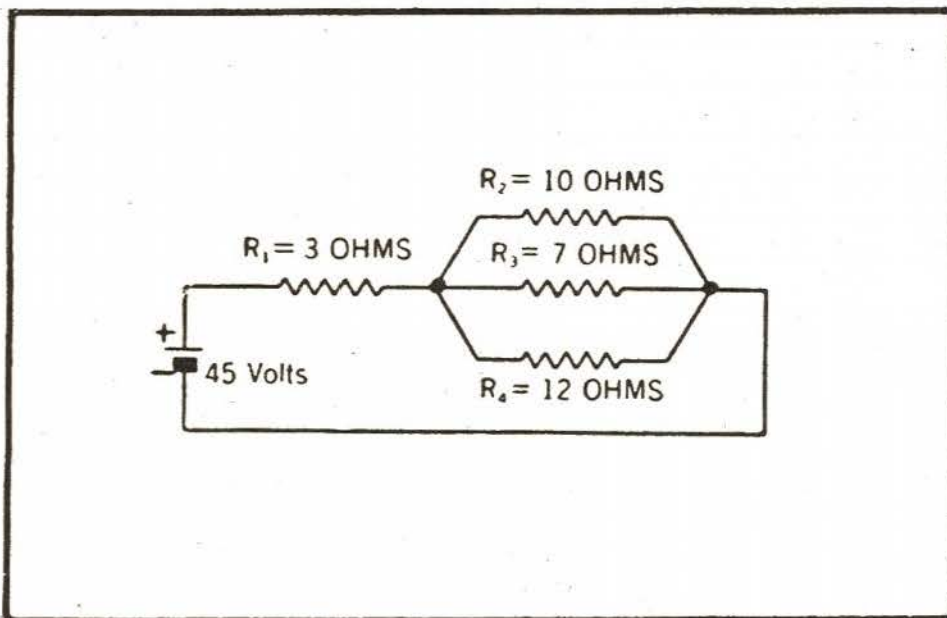 R₂= 10 OHMS
R₁= 3 OHMS
R₃= 7 OHMS
+
45 Volts
R₄= 12 OHMS